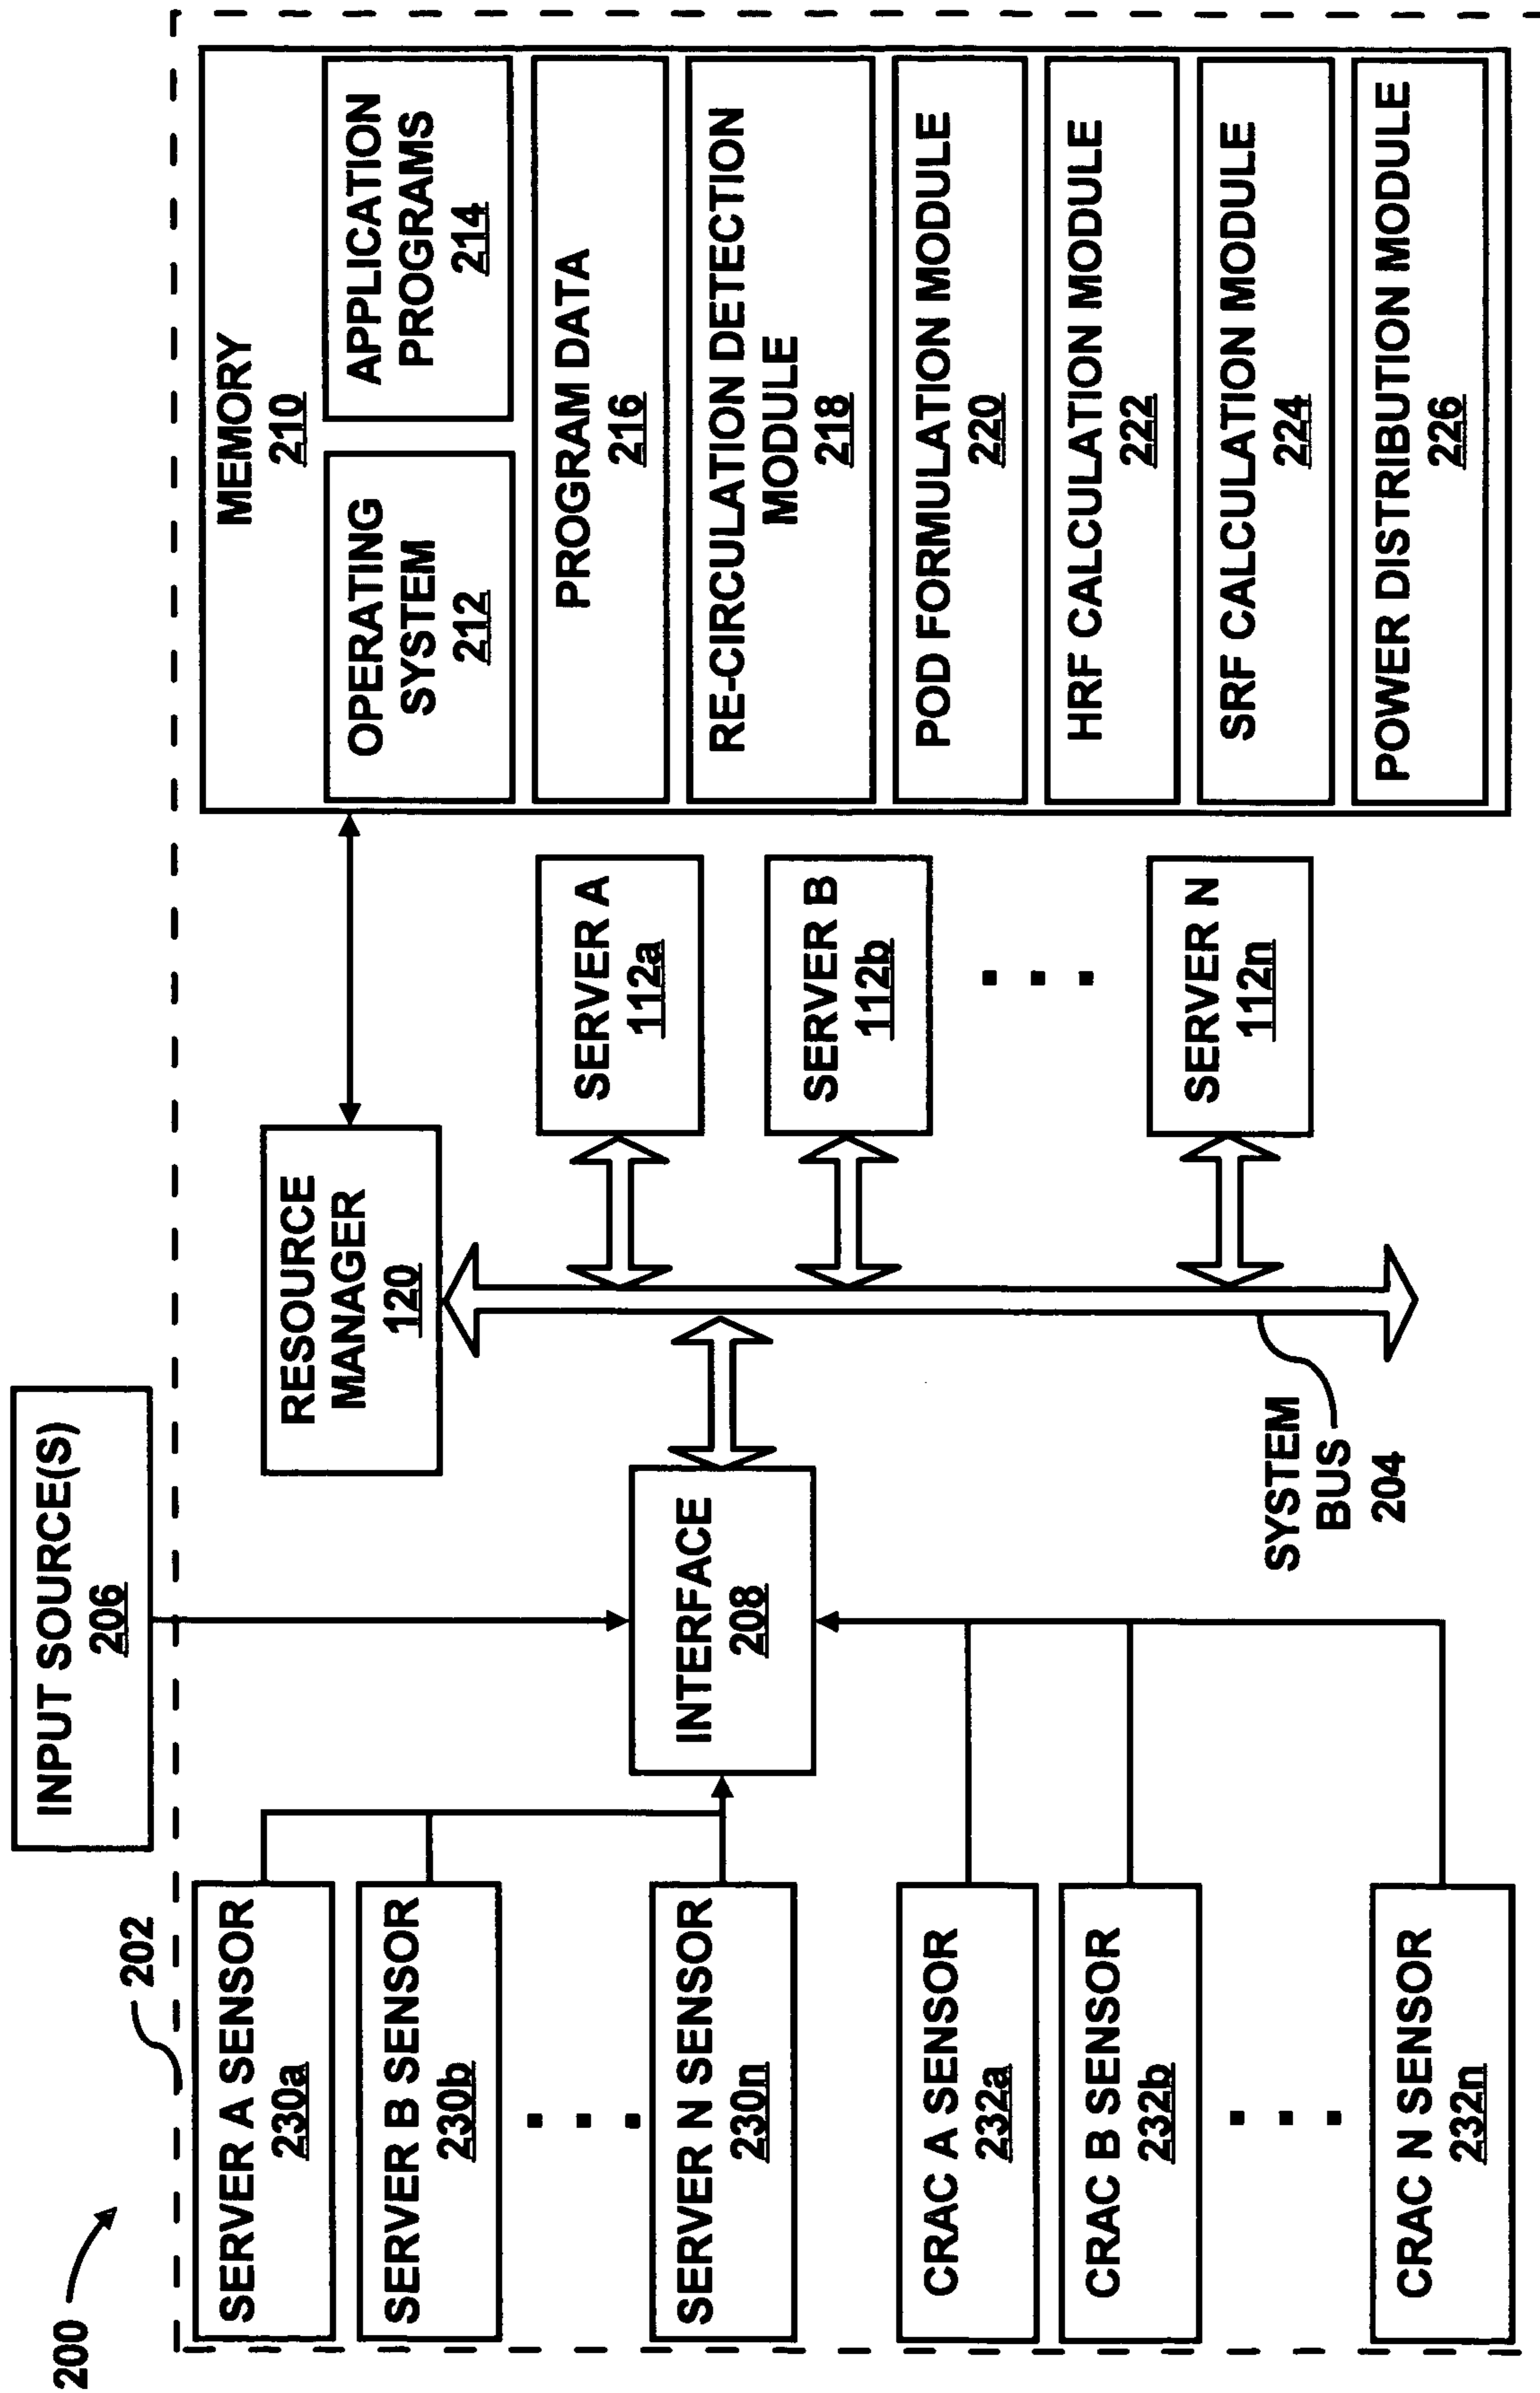 200
202
INPUT SOURCE(S)
206
SERVER A SENSOR
230a
SERVER B SENSOR
230b
SERVER N SENSOR
230n
CRAC A SENSOR
232a
CRAC B SENSOR
232b
CRAC N SENSOR
232n
INTERFACE
208
RESOURCE
MANAGER
120
SYSTEM
BUS
204
SERVER A
112a
SERVER B
112b
SERVER N
112n
MEMORY
210
OPERATING
SYSTEM
212
APPLICATION
PROGRAMS
214
PROGRAM DATA
216
RE-CIRCULATION DETECTION
MODULE
218
POD FORMULATION MODULE
220
HRF CALCULATION MODULE
222
SRF CALCULATION MODULE
224
POWER DISTRIBUTION MODULE
226